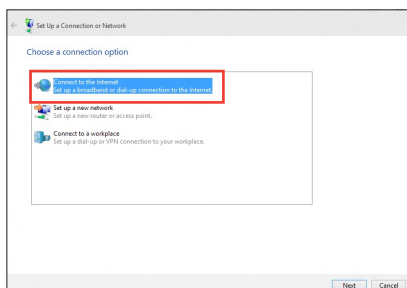 Set Up a Connection or Network
Choose a connection option
Connect to the Internet
Set up a broadband or dial-up connection to the Internet.
Set up a new network
Set up a new router or access point.
Connect to a workplace
Set up a dial-up or VPN connection to your workplace.
Next Cancel